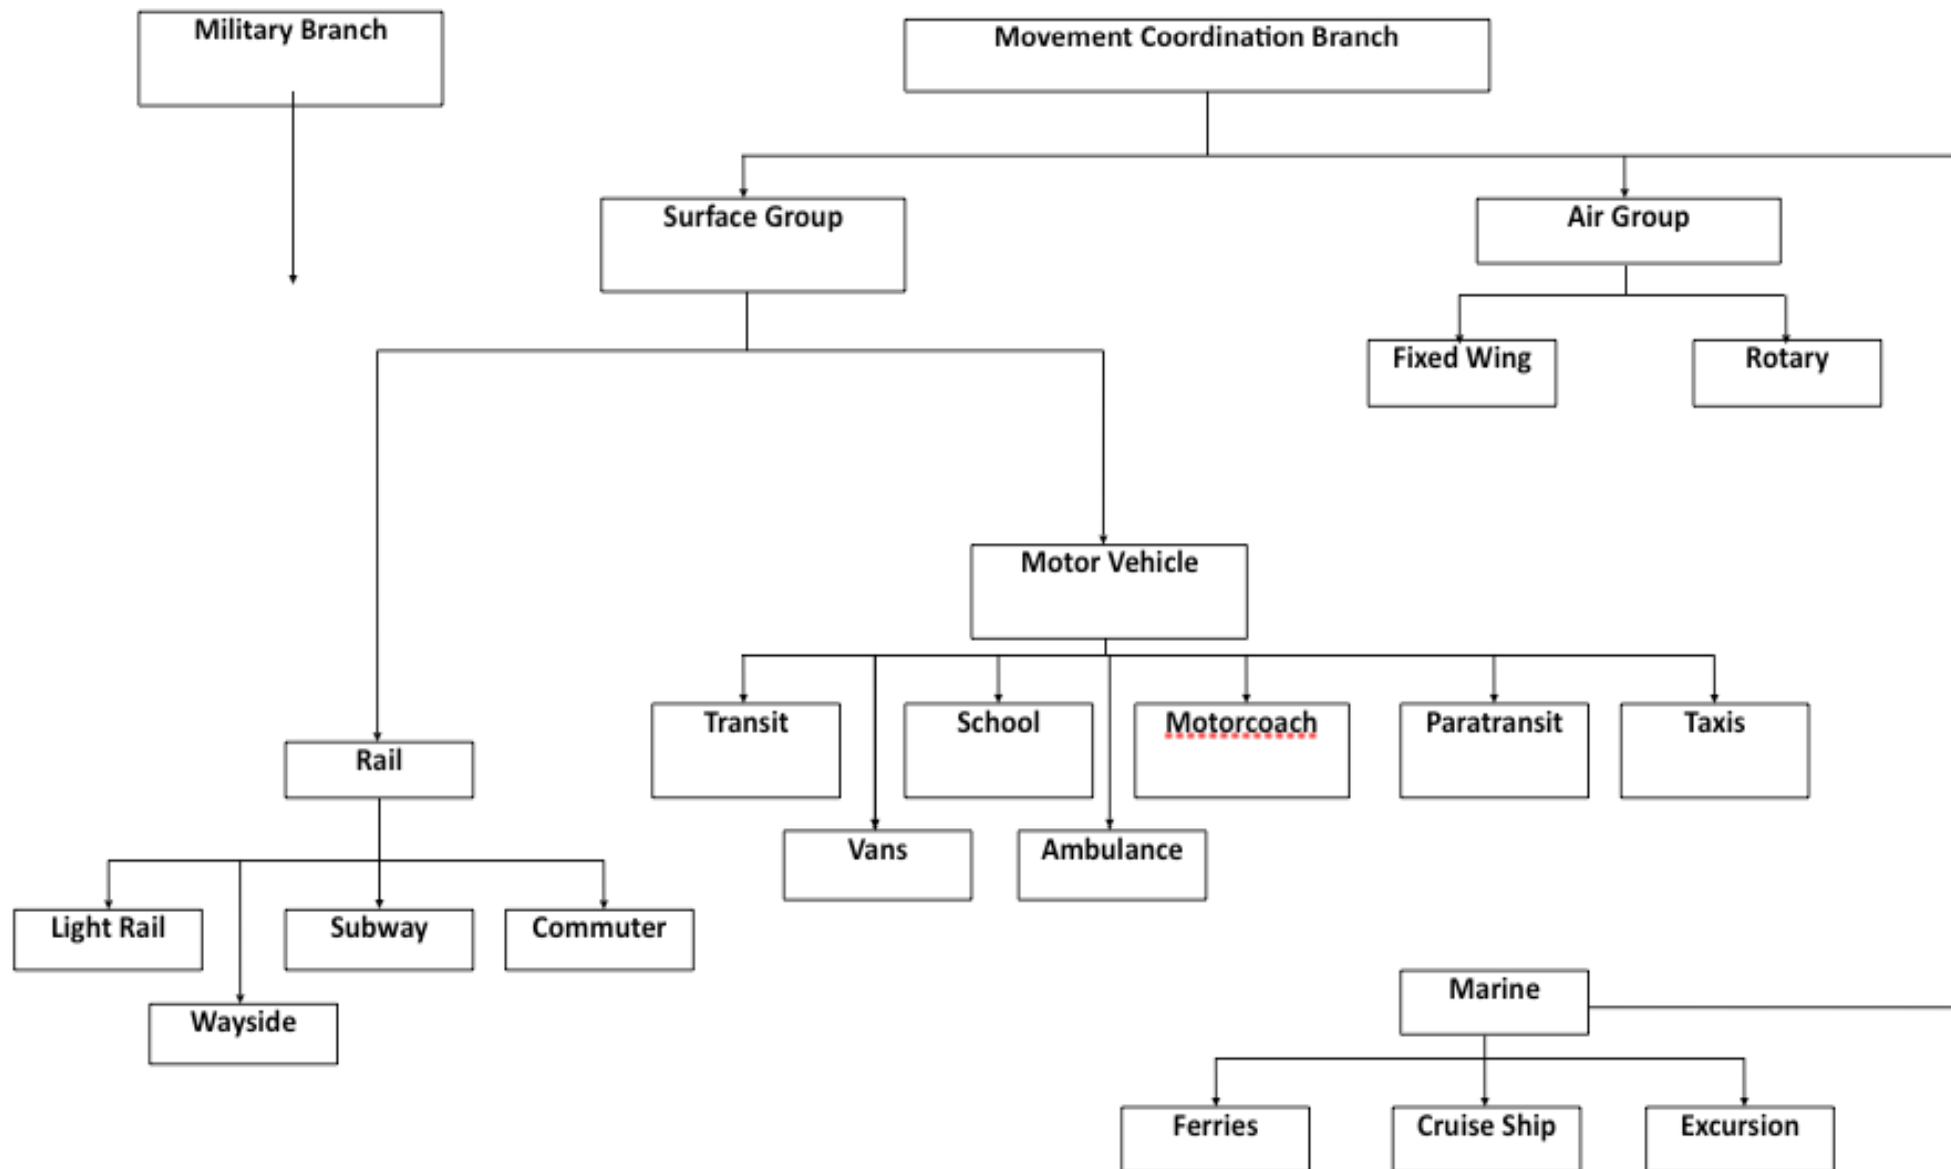 Military Branch
Movement Coordination Branch
Surface Group
Air Group
Fixed Wing
Rotary
Motor Vehicle
Transit
School
Motorcoach
Paratransit
Taxis
Rail
Vans
Ambulance
Light Rail
Subway
Commuter
Wayside
Marine
Ferries
Cruise Ship
Excursion